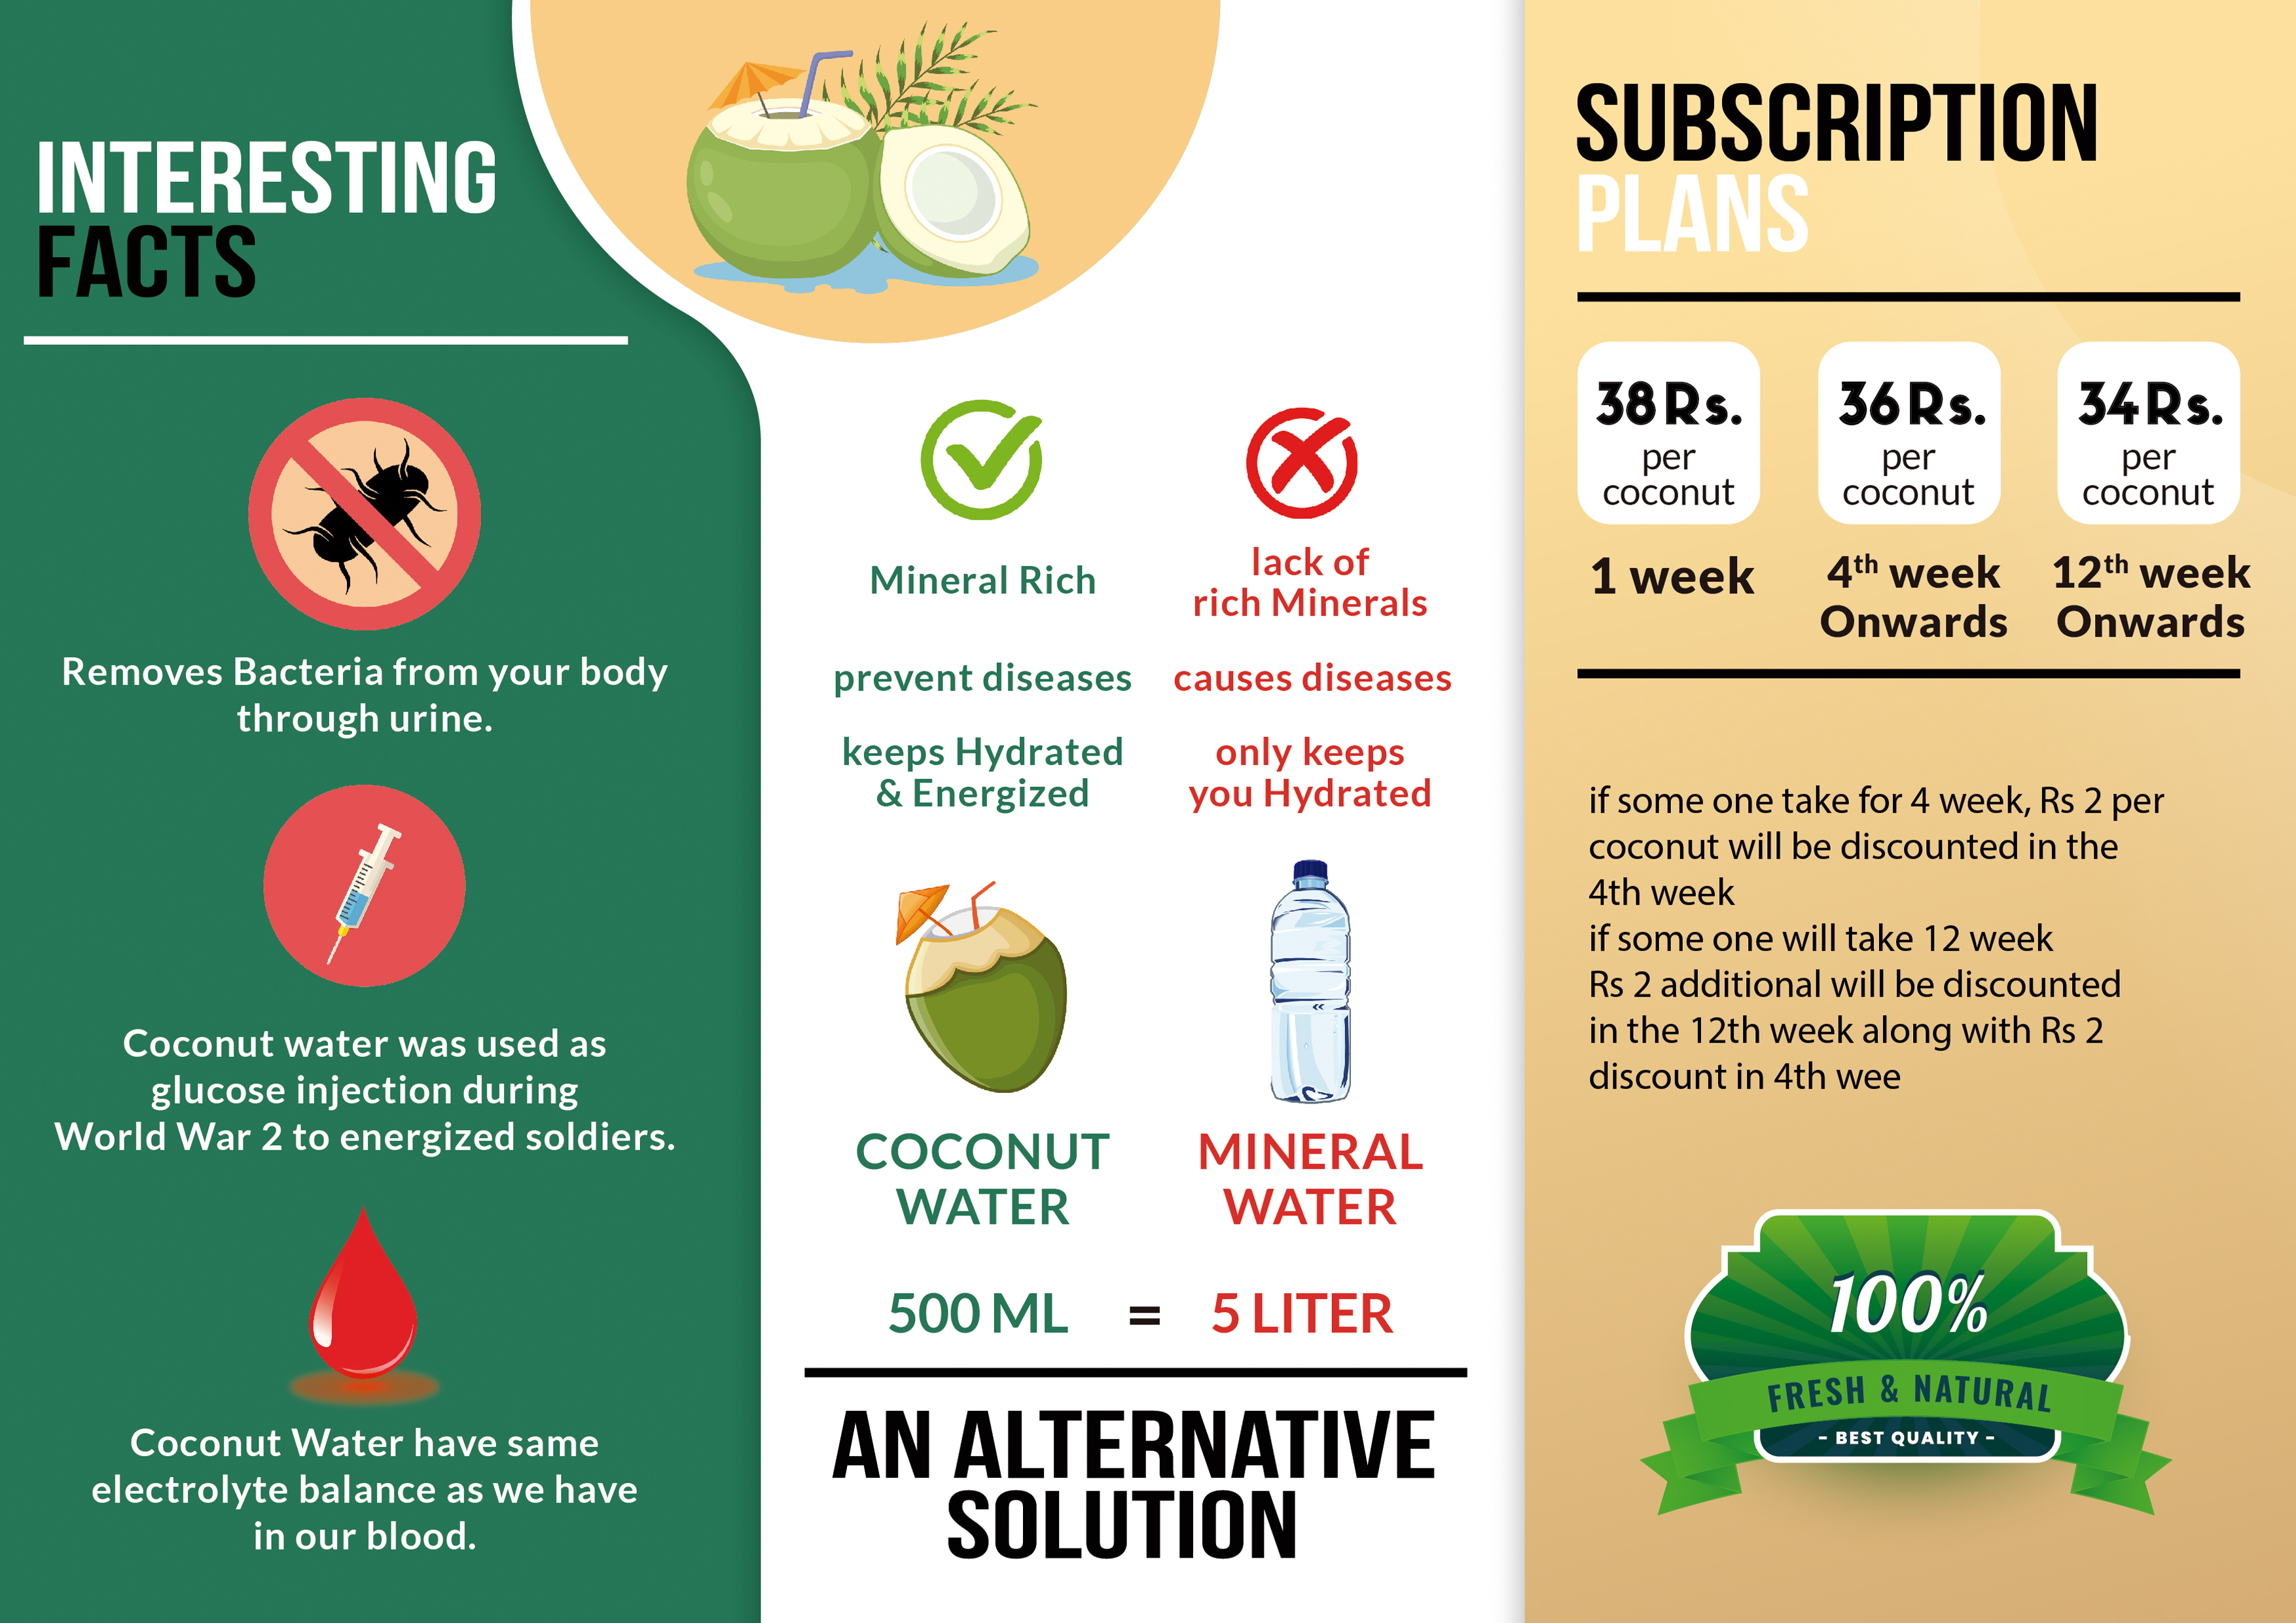 INTERESTING
FACTS
Removes Bacteria from your body
through urine.
Coconut water was used as
glucose injection during
World War 2 to energized soldiers.
Coconut Water have same
electrolyte balance as we have
in our blood.
Mineral Rich
prevent diseases
keeps Hydrated
& Energized
COCONUT
WATER
lack of
rich Minerals
causes diseases
only keeps
you Hydrated
MINERAL
WATER
500 ML = 5 LITER
AN ALTERNATIVE
SOLUTION
SUBSCRIPTION
PLANS
38 Rs.
per
coconut
1 week
36 Rs.
per
coconut
4th week
Onwards
34 Rs.
per
coconut
12th week
Onwards
if some one take for 4 week, Rs 2 per
coconut will be discounted in the
4th week
if some one will take 12 week
Rs 2 additional will be discounted
in the 12th week along with Rs 2
discount in 4th wee
100%
FRESH & NATURAL
- BEST QUALITY -